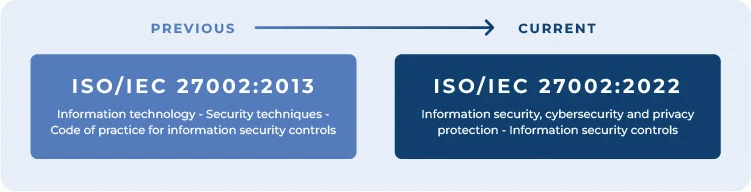 PREVIOUS
CURRENT
ISO/IEC 27002:2013
Information technology - Security techniques -
Code of practice for information security controls
ISO/IEC 27002:2022
Information security, cybersecurity and privacy
protection - Information security controls